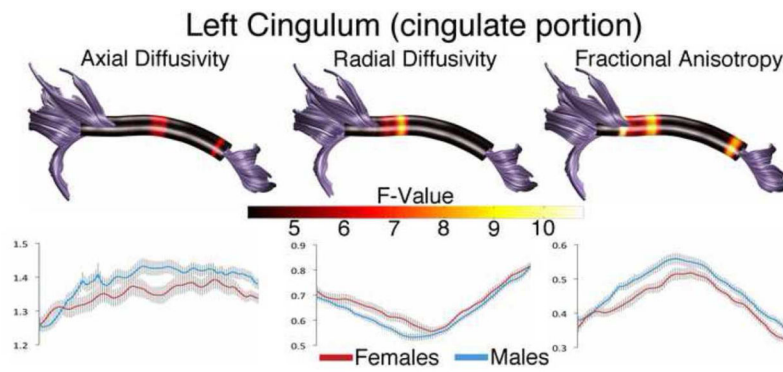 Left Cingulum (cingulate portion)
Axial Diffusivity
Radial Diffusivity
Fractional Anisotropy
F-Value
5 6 7 8 9 10
1.5
1.4
1.3
1.2
0.9
0.8
0.7
0.6
0.5
0.6
0.5
0.4
0.3
Females
Males